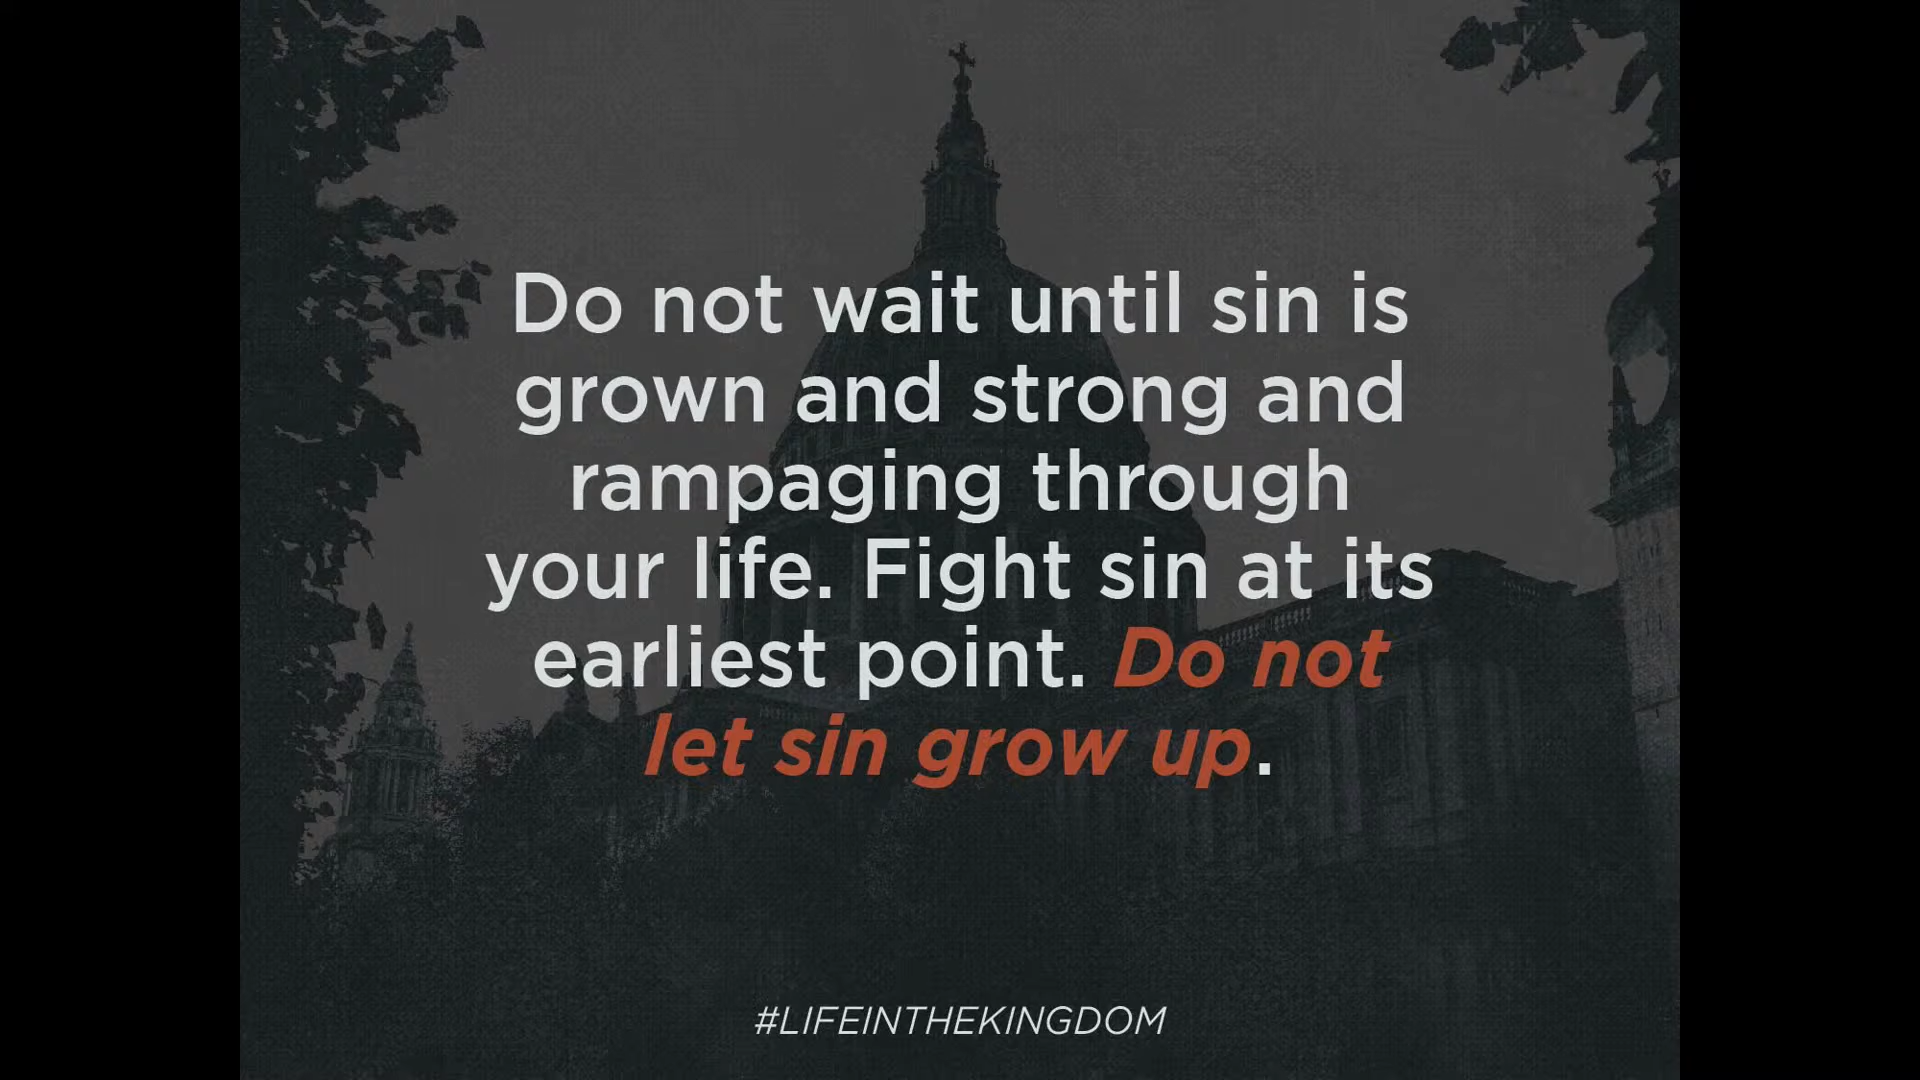 Do not wait until sin is
grown and strong and
rampaging through
your life. Fight sin at its
earliest point. Do not
let sin grow up.
#LIFEINTHEKINGDOM